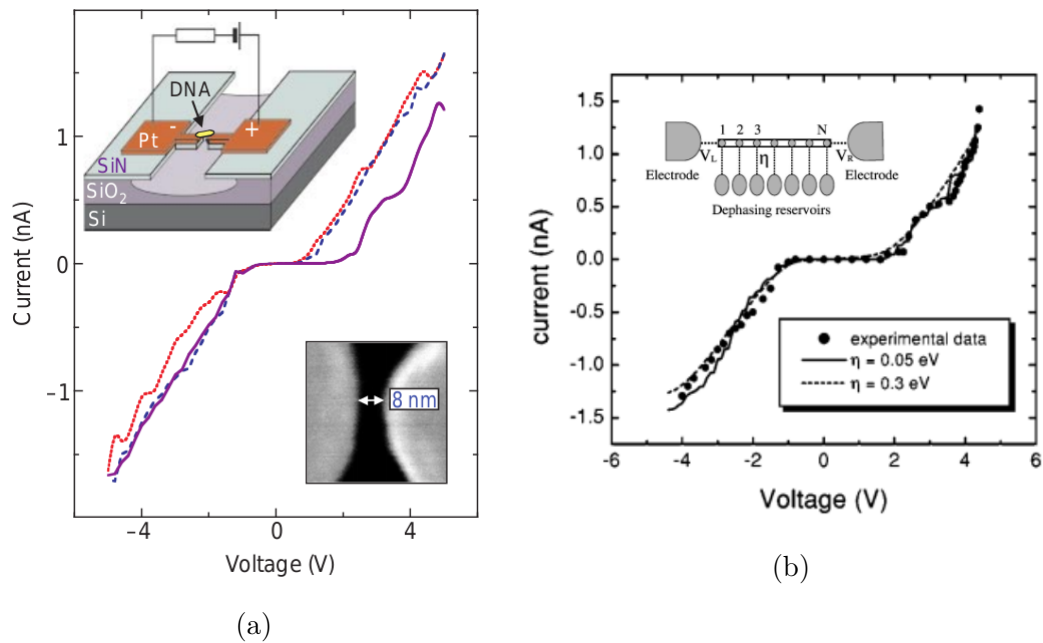 DNA
Pt
-
+
SiN
SiO2
Si
8 nm
1
0
−1
−4
0
4
Current (nA)
Voltage (V)
(a)
1.5
1.0
0.5
0.0
-0.5
-1.0
-1.5
-6 -4 -2 0 2 4 6
current (nA)
Voltage (V)
1 2 3 N
VL η VR
Electrode Electrode
Dephasing reservoirs
experimental data
η = 0.05 eV
η = 0.3 eV
(b)